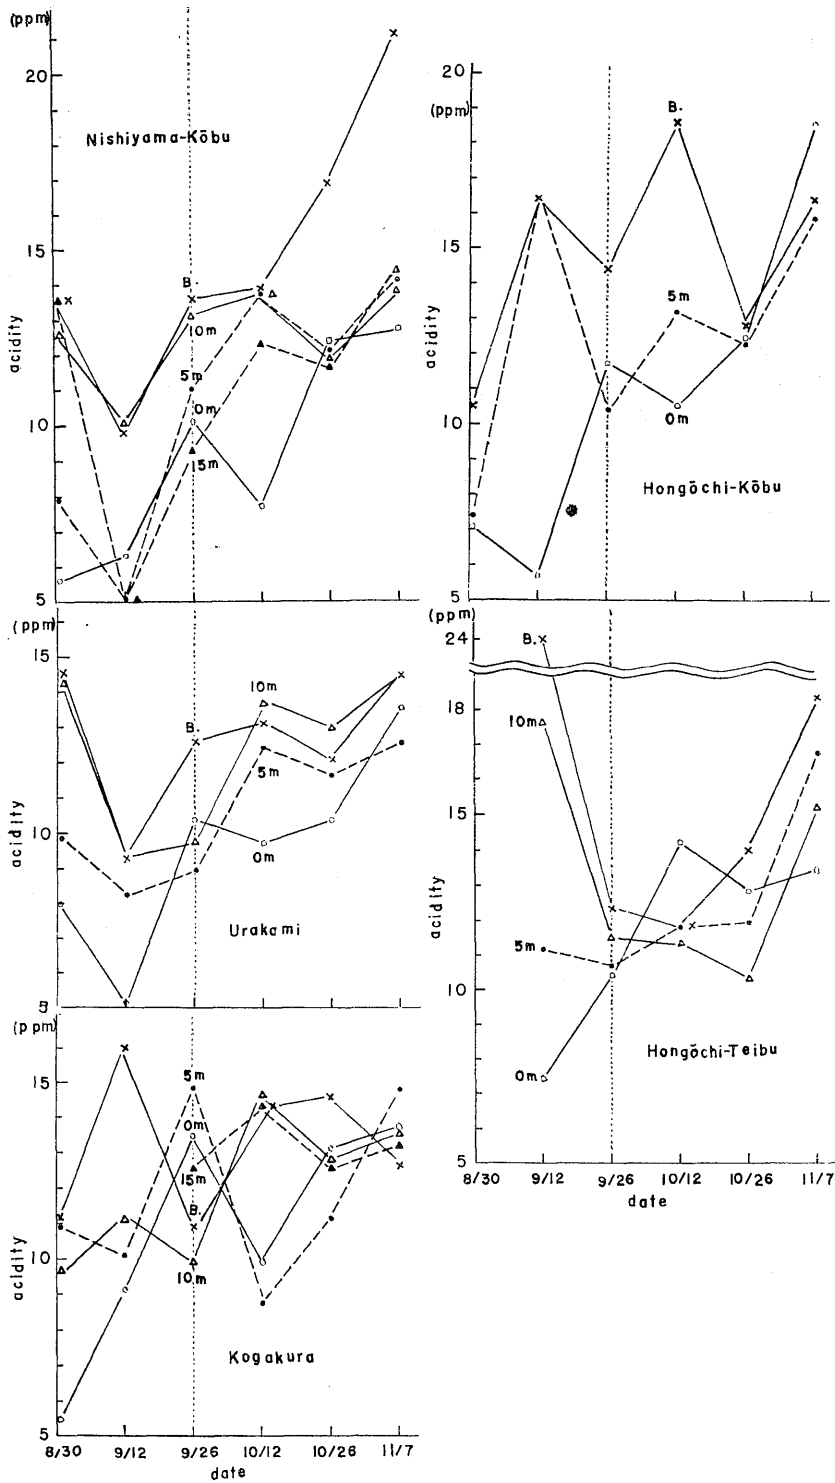 (ppm)
20
15
10
5
acidity
Nishiyama-Kōbu
B.
10m
5m
0m
15m
20
(ppm)
15
10
5
acidity
B.
5m
0m
Hongōchi-Kōbu
(ppm)
15
10
5
acidity
B.
10m
5m
0m
Urakami
(ppm)
24
18
15
10
5
acidity
B.
10m
5m
0m
Hongōchi-Teibu
8/30 9/12 9/26 10/12 10/26 11/7
date
(ppm)
15
10
5
acidity
5m
0m
15m
B.
10m
Kogakura
8/30 9/12 9/26 10/12 10/26 11/7
date